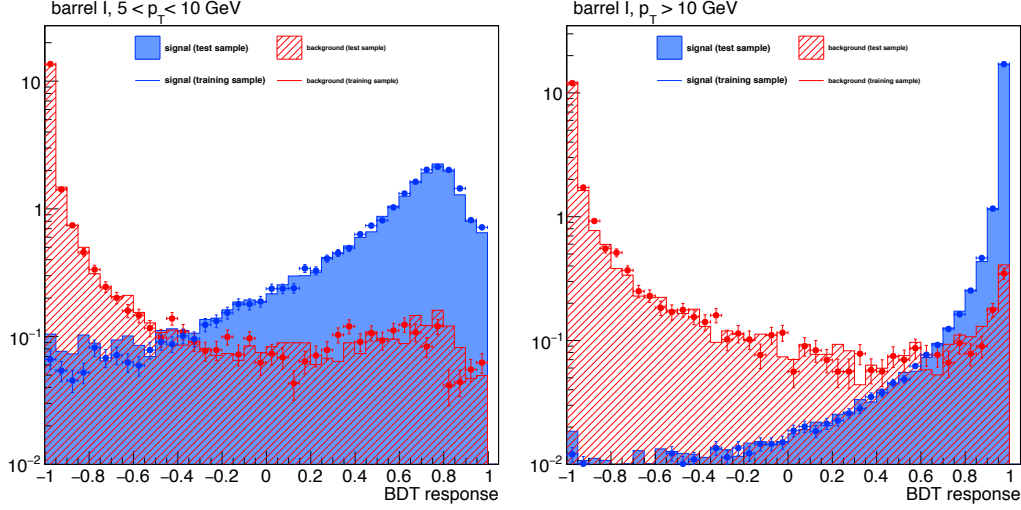 barrel I, 5 < p_T < 10 GeV
signal (test sample)
background (test sample)
signal (training sample)
background (training sample)
10
1
10⁻¹
10⁻²
−1 −0.8 −0.6 −0.4 −0.2 0 0.2 0.4 0.6 0.8 1
BDT response
barrel I, p_T > 10 GeV
signal (test sample)
background (test sample)
signal (training sample)
background (training sample)
10
1
10⁻¹
10⁻²
−1 −0.8 −0.6 −0.4 −0.2 0 0.2 0.4 0.6 0.8 1
BDT response